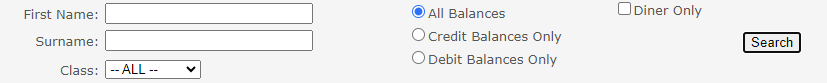 First Name: All Balances Diner Only
Surname: Credit Balances Only Search
Class: -- ALL -- Debit Balances Only